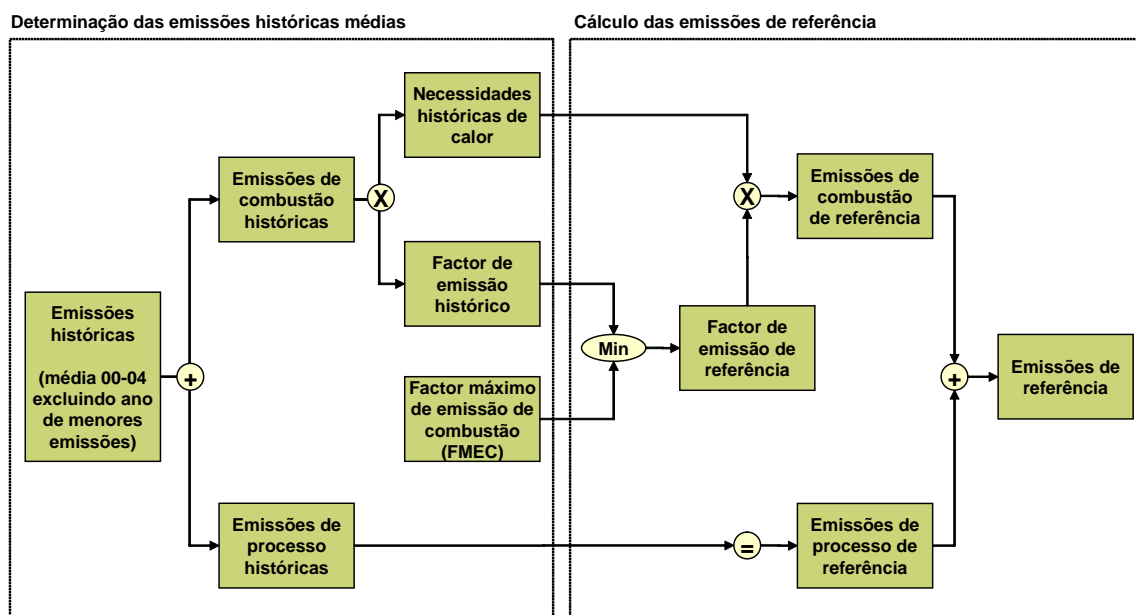 Determinação das emissões históricas médias
Cálculo das emissões de referência
Necessidades
históricas de
calor
Emissões de
combustão
históricas
X
X
Emissões de
combustão
de referência
Factor de
emissão
histórico
Emissões
históricas
(média 00-04
excluindo ano
de menores
emissões)
+
Min
Factor de
emissão de
referência
+
Emissões de
referência
Factor máximo
de emissão de
combustão
(FMEC)
Emissões de
processo
históricas
=
Emissões de
processo de
referência